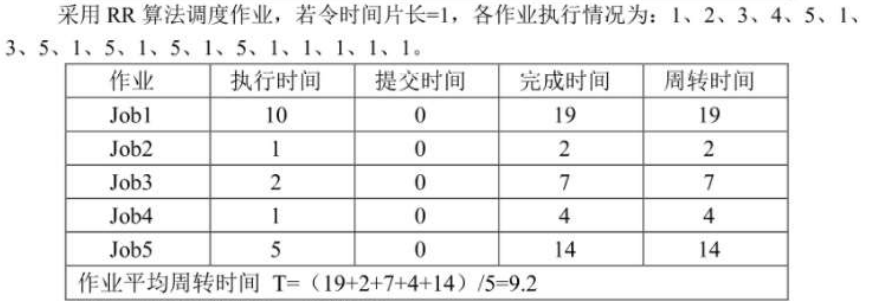 采用 RR 算法调度作业，若令时间片长=1，各作业执行情况为：1、2、3、4、5、1、
3、5、1、5、1、5、1、5、1、1、1、1、1。
作业 执行时间 提交时间 完成时间 周转时间
Job1 10 0 19 19
Job2 1 0 2 2
Job3 2 0 7 7
Job4 1 0 4 4
Job5 5 0 14 14
作业平均周转时间 T=（19+2+7+4+14）/5=9.2